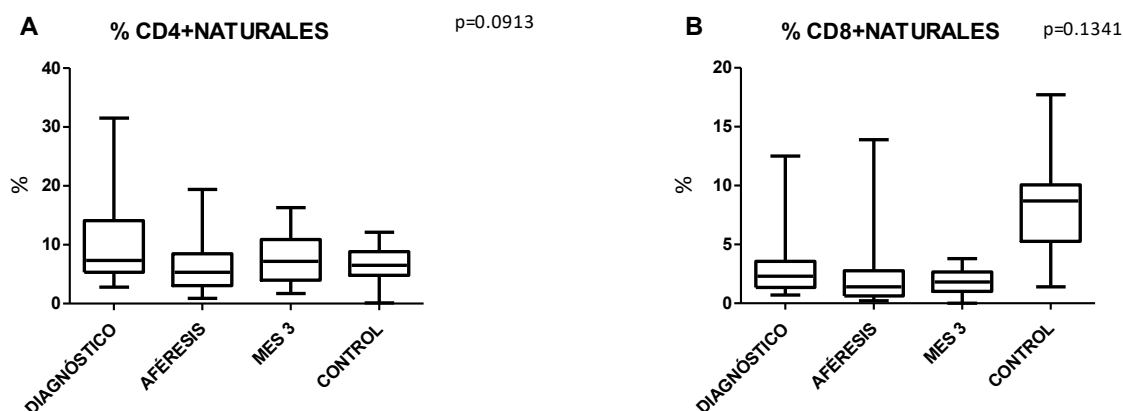 A
% CD4+NATURALES
p=0.0913
40
30
20
10
0
%
DIAGNÓSTICO
AFÉRESIS
MES 3
CONTROL
B
% CD8+NATURALES
p=0.1341
20
15
10
5
0
%
DIAGNÓSTICO
AFÉRESIS
MES 3
CONTROL